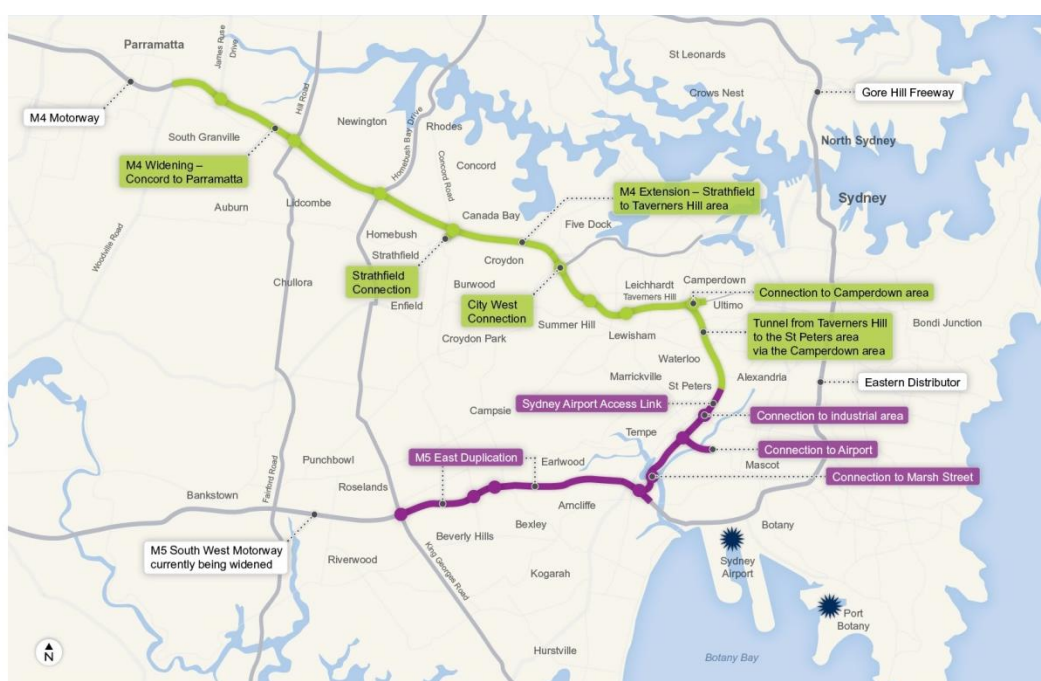 Parramatta
James Ruse
Drive
St Leonards
Crows Nest
Gore Hill Freeway
M4 Motorway
Hill Road
Newington
Homebush Bay Drive
Rhodes
South Granville
North Sydney
M4 Widening –
Concord to Parramatta
Concord Road
Concord
M4 Extension – Strathfield
to Taverners Hill area
Sydney
Auburn
Lidcombe
Canada Bay
Five Dock
Woodville Road
Homebush
Strathfield
Croydon
Strathfield
Connection
Chullora
Burwood
Enfield
City West
Connection
Leichhardt
Taverners Hill
Camperdown
Ultimo
Connection to Camperdown area
Summer Hill
Croydon Park
Lewisham
Tunnel from Taverners Hill
to the St Peters area
via the Camperdown area
Bondi Junction
Waterloo
Marrickville
St Peters
Alexandria
Eastern Distributor
Sydney Airport Access Link
Campsie
Connection to industrial area
Tempe
Connection to Airport
Punchbowl
M5 East Duplication
Earlwood
Mascot
Connection to Marsh Street
Fairford Road
Roselands
Bankstown
Arncliffe
Bexley
Botany
M5 South West Motorway
currently being widened
Beverly Hills
Riverwood
King Georges Road
Kogarah
Sydney
Airport
Port
Botany
Hurstville
Botany Bay
N